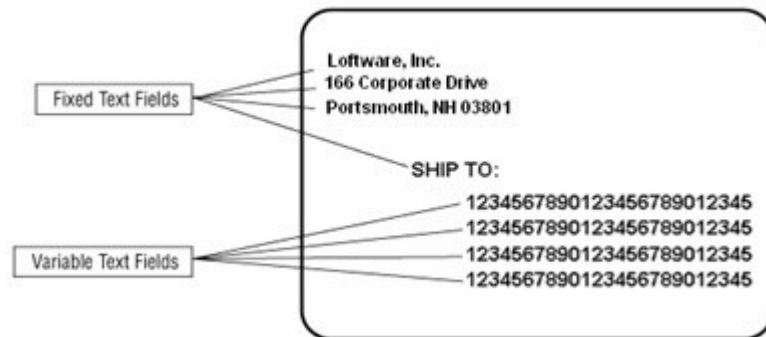 Loftware, Inc.
166 Corporate Drive
Portsmouth, NH 03801
Fixed Text Fields
SHIP TO:
1234567890123456789012345
1234567890123456789012345
1234567890123456789012345
1234567890123456789012345
Variable Text Fields